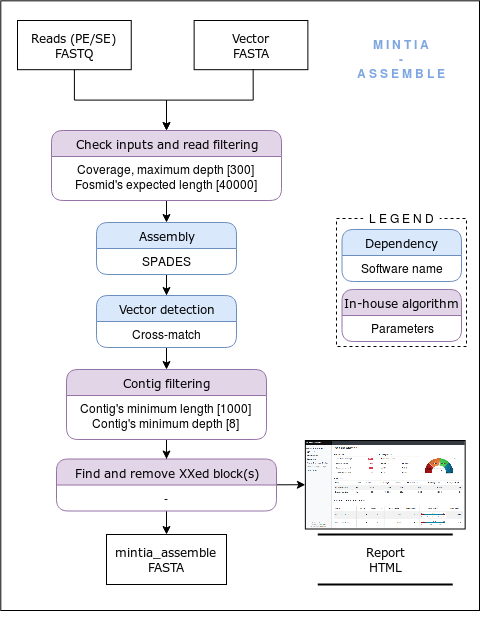 Reads (PE/SE)
FASTQ
Vector
FASTA
MINTIA
-
ASSEMBLE
Check inputs and read filtering
Coverage, maximum depth [300]
Fosmid's expected length [40000]
Assembly
SPADES
Vector detection
Cross-match
Contig filtering
Contig's minimum length [1000]
Contig's minimum depth [8]
Find and remove XXed block(s)
-
mintia_assemble
FASTA
LEGEND
Dependency
Software name
In-house algorithm
Parameters
Report
HTML